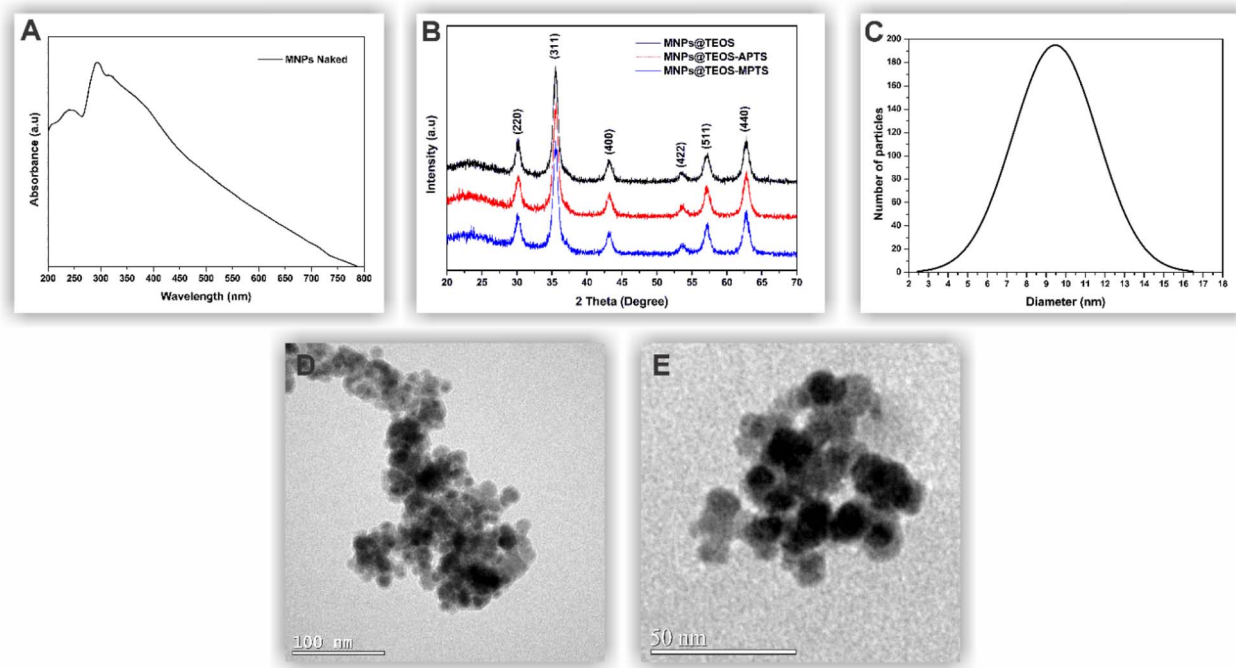 A
MNPs Naked
Absorbance (a.u)
200 250 300 350 400 450 500 550 600 650 700 750 800
Wavelength (nm)
B
MNPs@TEOS
MNPs@TEOS-APTS
MNPs@TEOS-MPTS
(220)
(311)
(400)
(422)
(511)
(440)
Intensity (a.u)
20 25 30 35 40 45 50 55 60 65 70
2 Theta (Degree)
C
200
180
160
140
120
100
80
60
40
20
0
Number of particles
2 3 4 5 6 7 8 9 10 11 12 13 14 15 16 17 18
Diameter (nm)
D
100 nm
E
50 nm